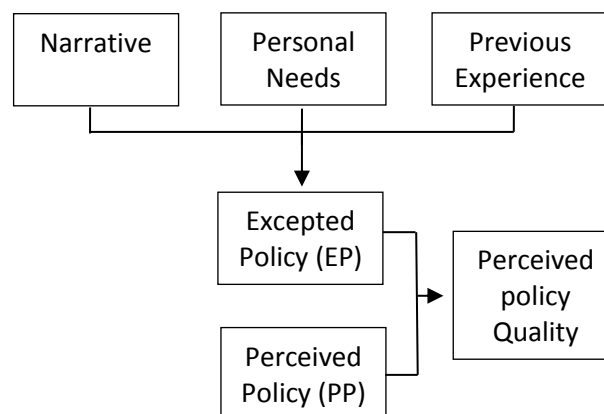 Narrative
Personal
Needs
Previous
Experience
Excepted
Policy (EP)
Perceived
policy
Quality
Perceived
Policy (PP)